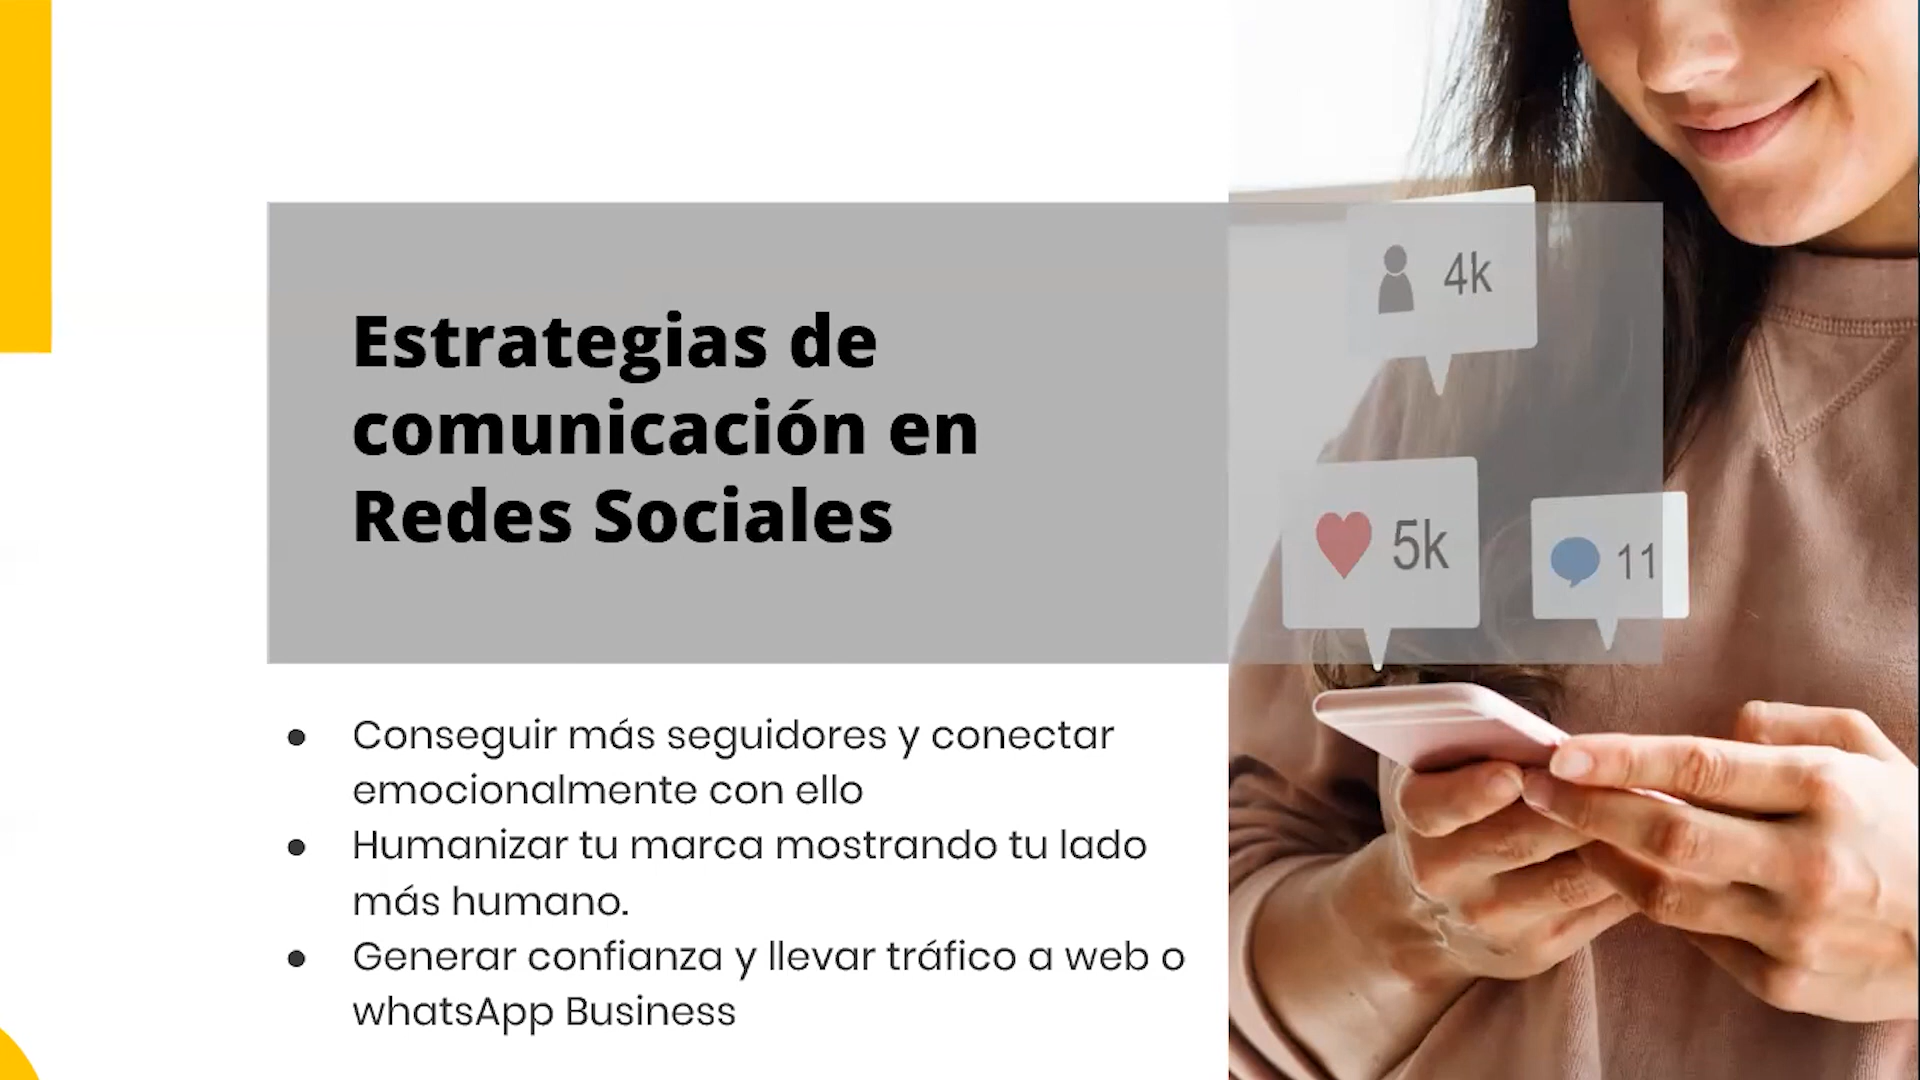 Estrategias de
comunicación en
Redes Sociales
4k
5k
11
● Conseguir más seguidores y conectar
emocionalmente con ello
● Humanizar tu marca mostrando tu lado
más humano.
● Generar confianza y llevar tráfico a web o
whatsApp Business